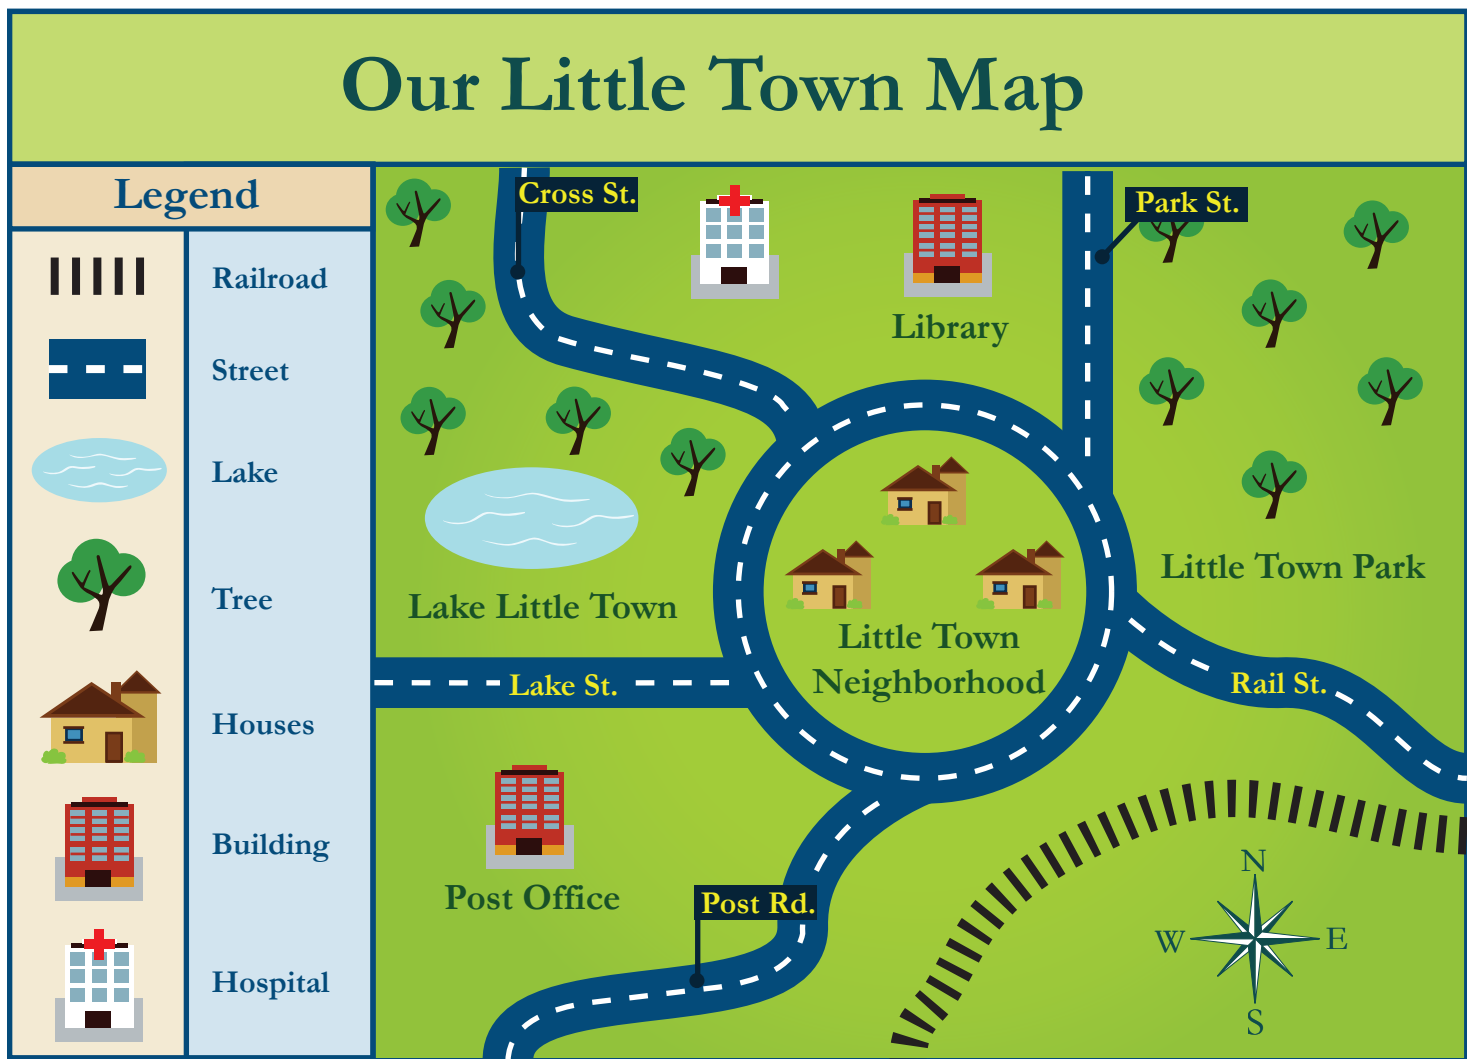 Our Little Town Map
Legend
Railroad
Street
Lake
Tree
Houses
Building
Hospital
Cross St.
Park St.
Library
Little Town Park
Lake Little Town
Little Town
Neighborhood
Lake St.
Rail St.
Post Office
Post Rd.
N
W
E
S